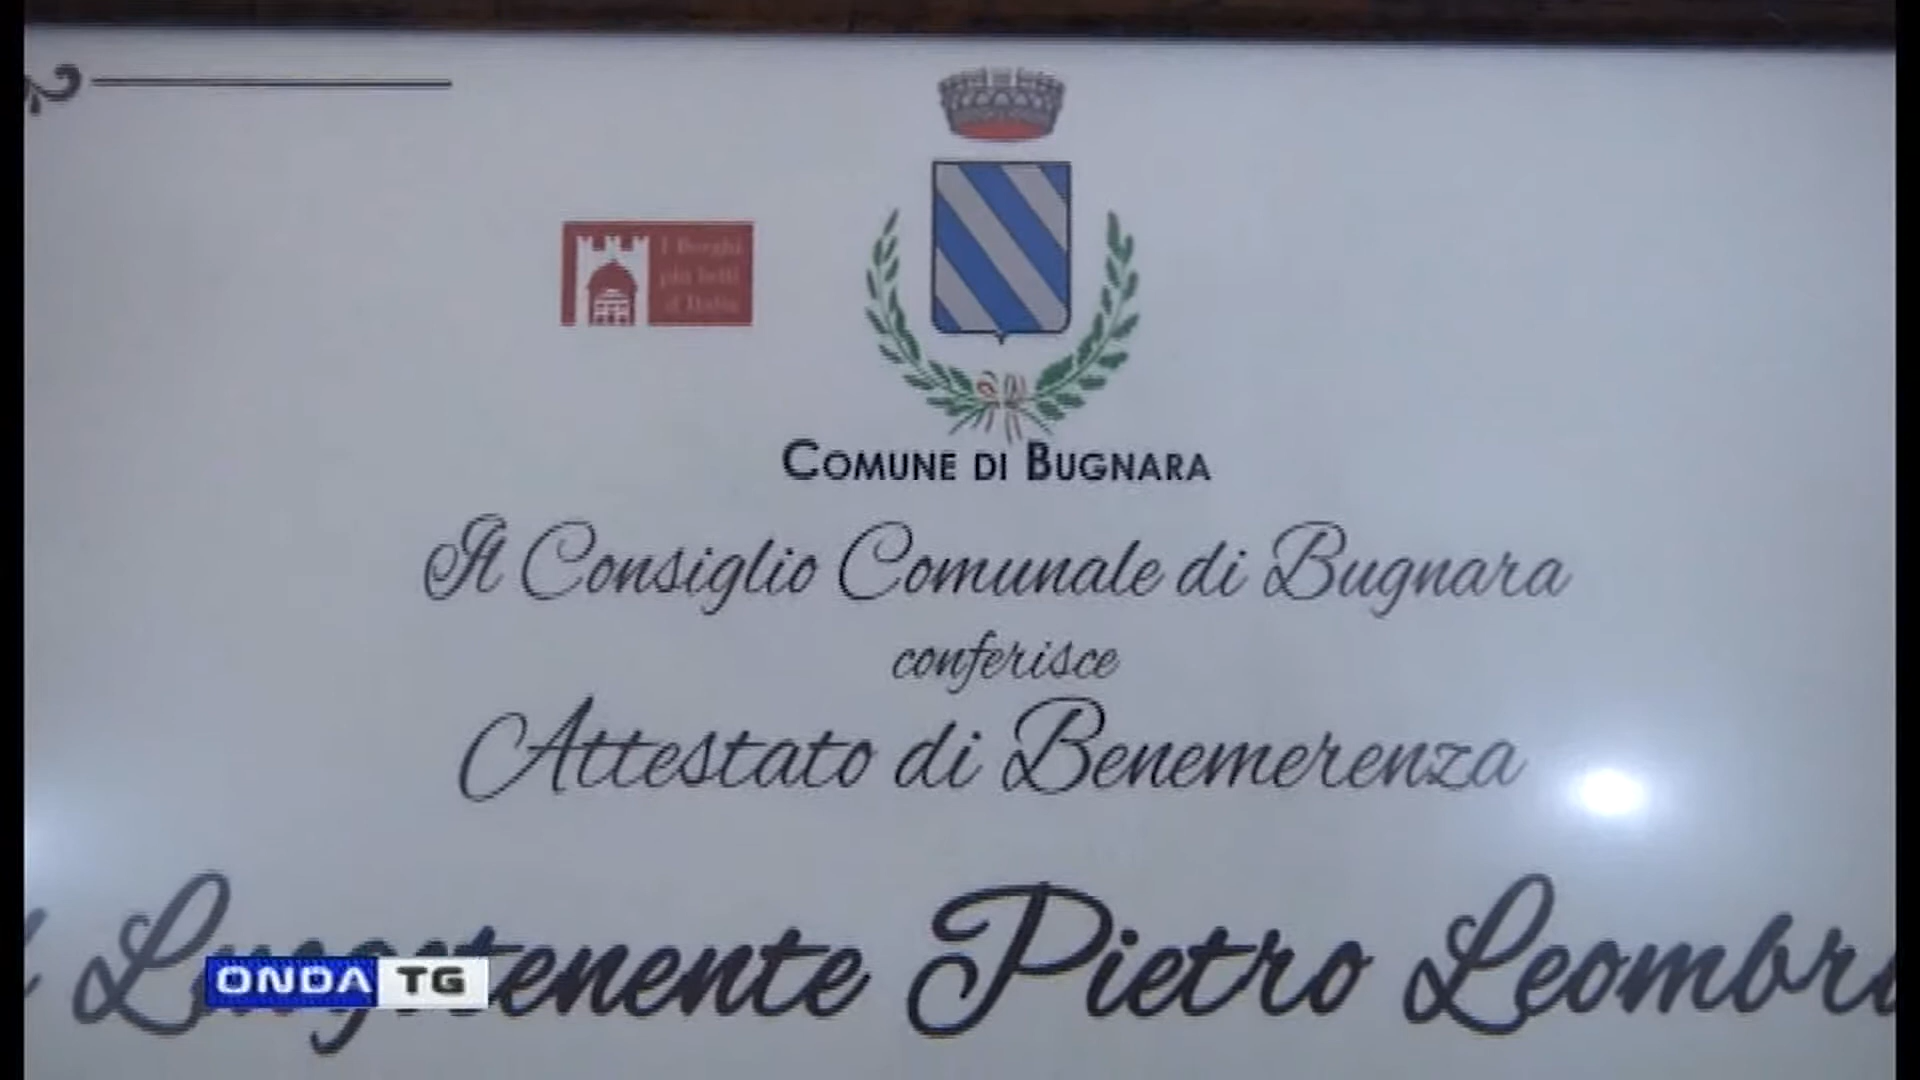 I Borghi
più belli
d'Italia
COMUNE DI BUGNARA
Il Consiglio Comunale di Bugnara
conferisce
Attestato di Benemerenza
Pietro
ONDA TG